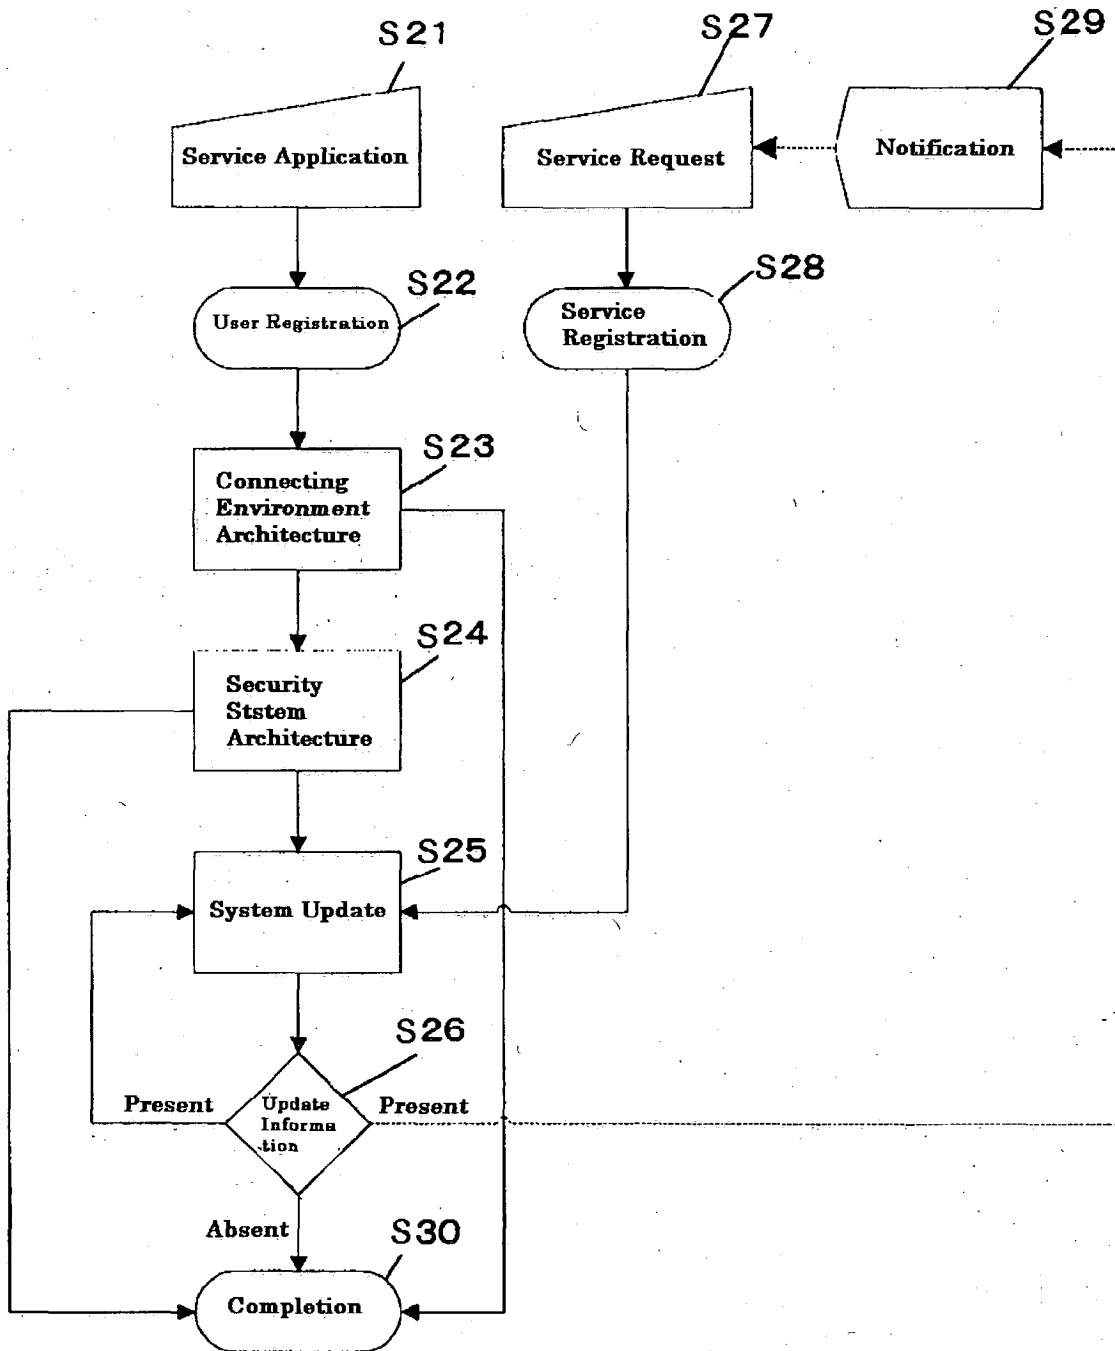 S21
S27
S29
Service Application
Service Request
Notification
S22
S28
User Registration
Service
Registration
S23
Connecting
Environment
Architecture
S24
Security
Ststem
Architecture
S25
System Update
S26
Present
Update
Informa
tion
Present
Absent
S30
Completion